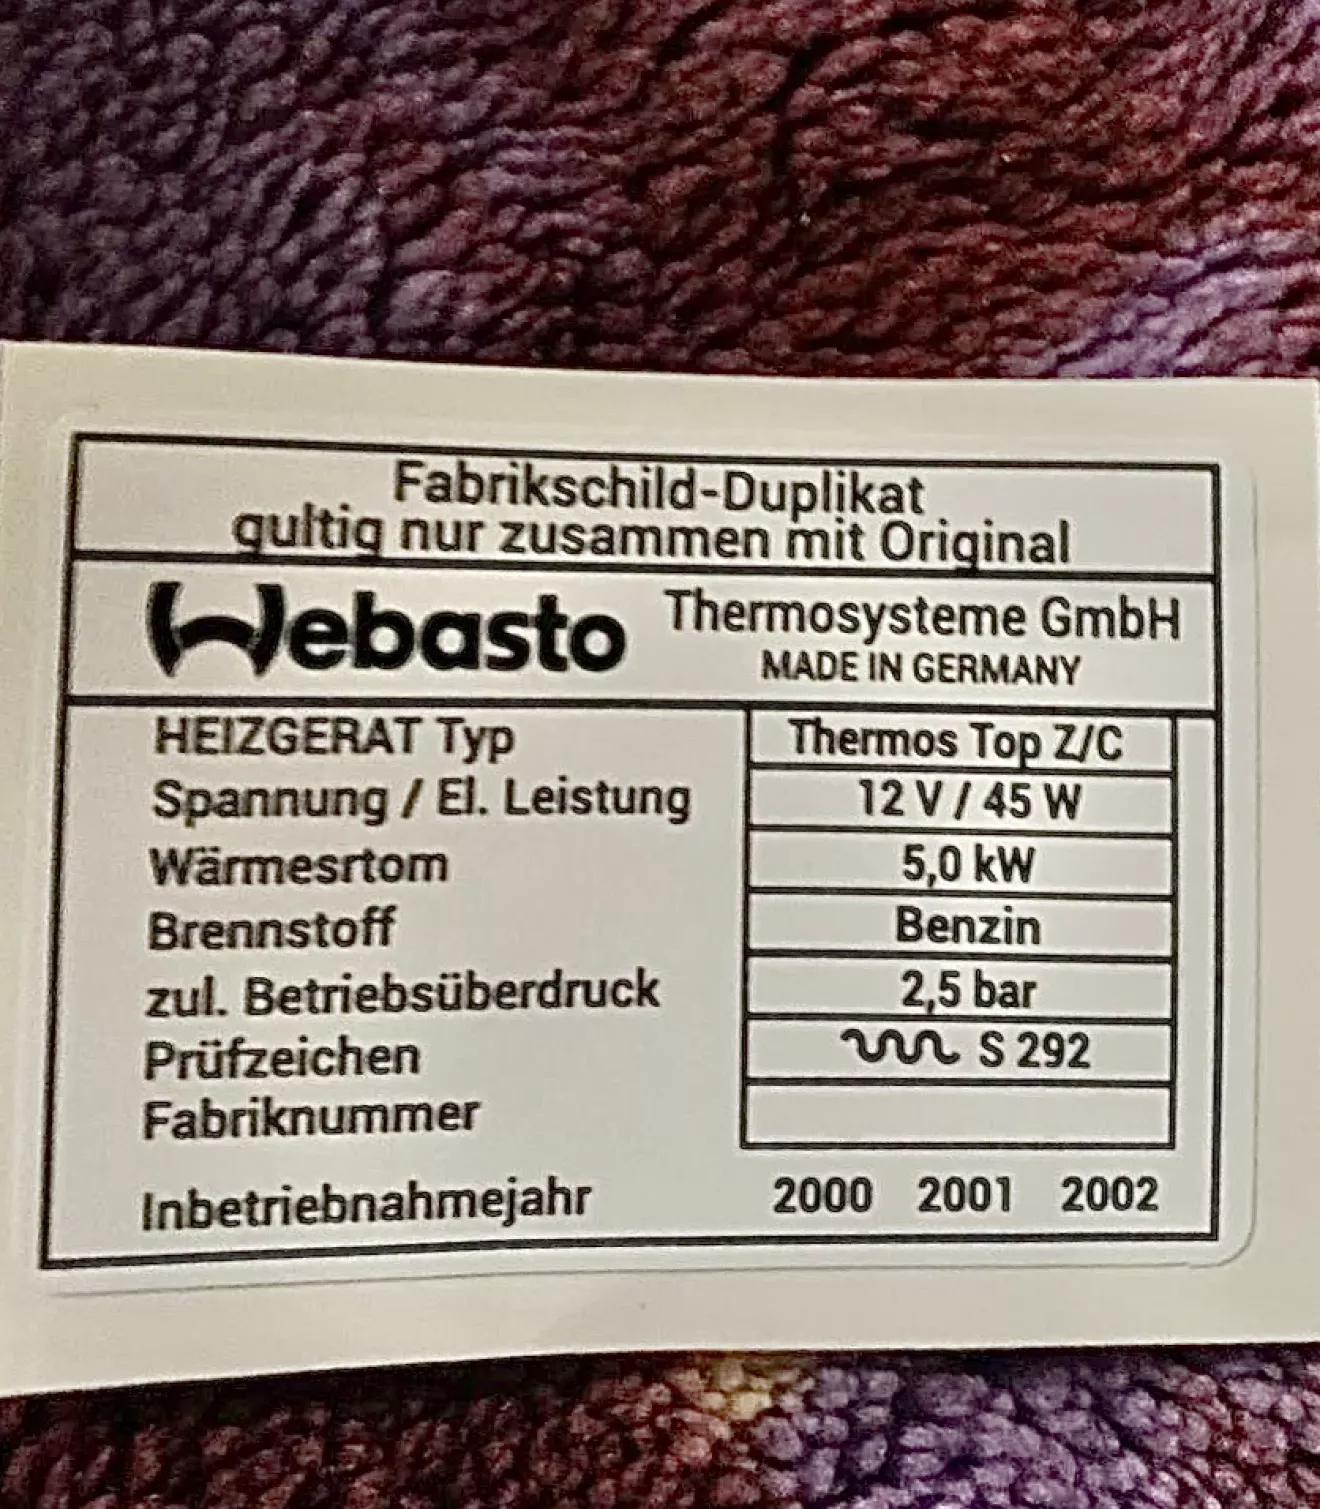 Fabrikschild-Duplikat
gultig nur zusammen mit Original
Webasto Thermosysteme GmbH
MADE IN GERMANY
HEIZGERAT Typ Thermos Top Z/C
Spannung / El. Leistung 12 V / 45 W
Wärmesrtom 5,0 kW
Brennstoff Benzin
zul. Betriebsüberdruck 2,5 bar
Prüfzeichen S 292
Fabriknummer
Inbetriebnahmejahr 2000 2001 2002